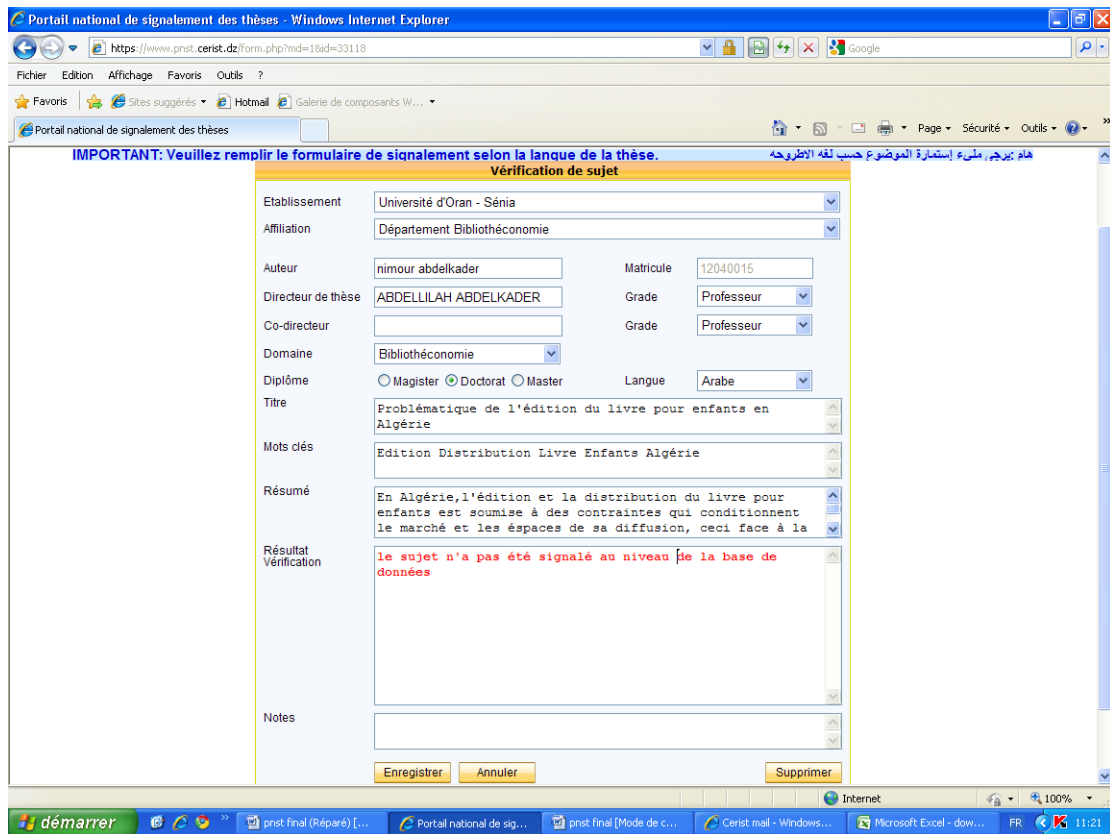 Portail national de signalement des thèses - Windows Internet Explorer
https://www.pnst.cerist.dz/form.php?md=1&id=33118
Google
Fichier Edition Affichage Favoris Outils ?
Favoris Sites suggérés Hotmail Galerie de composants W...
Portail national de signalement des thèses Page Sécurité Outils »
IMPORTANT: Veuillez remplir le formulaire de signalement selon la langue de la thèse. هام :يرجى مليء إستمارة الموضوع حسب لغه الاطروحه
Vérification de sujet
Etablissement Université d'Oran - Sénia
Affiliation Département Bibliothéconomie
Auteur nimour abdelkader Matricule 12040015
Directeur de thèse ABDELLILAH ABDELKADER Grade Professeur
Co-directeur Grade Professeur
Domaine Bibliothéconomie
Diplôme Magister Doctorat Master Langue Arabe
Titre Problématique de l'édition du livre pour enfants en
Algérie
Mots clés Edition Distribution Livre Enfants Algérie
Résumé En Algérie,l'édition et la distribution du livre pour
enfants est soumise à des contraintes qui conditionnent
le marché et les éspaces de sa diffusion, ceci face à la
Résultat
Vérification
le sujet n'a pas été signalé au niveau de la base de
données
Notes
Enregistrer Annuler Supprimer
Internet 100%
démarrer » pnst final (Réparé) [... Portail national de sig... pnst final [Mode de c... Cerist mail - Windows... Microsoft Excel - dow... FR 11:21